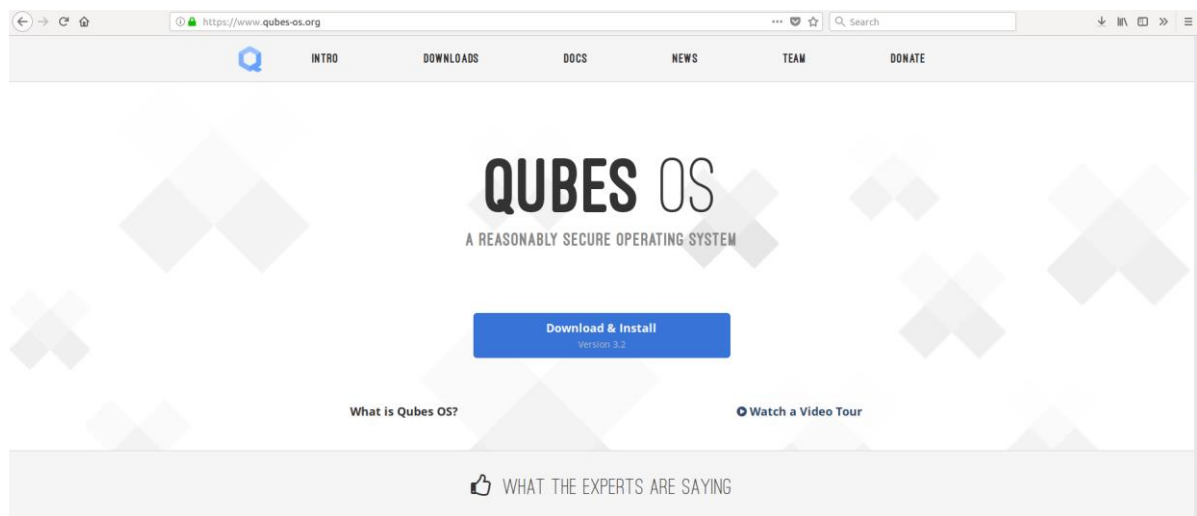 https://www.qubes-os.org
Search
INTRO DOWNLOADS DOCS NEWS TEAM DONATE
QUBES OS
A REASONABLY SECURE OPERATING SYSTEM
Download & Install
Version 3.2
What is Qubes OS? Watch a Video Tour
WHAT THE EXPERTS ARE SAYING